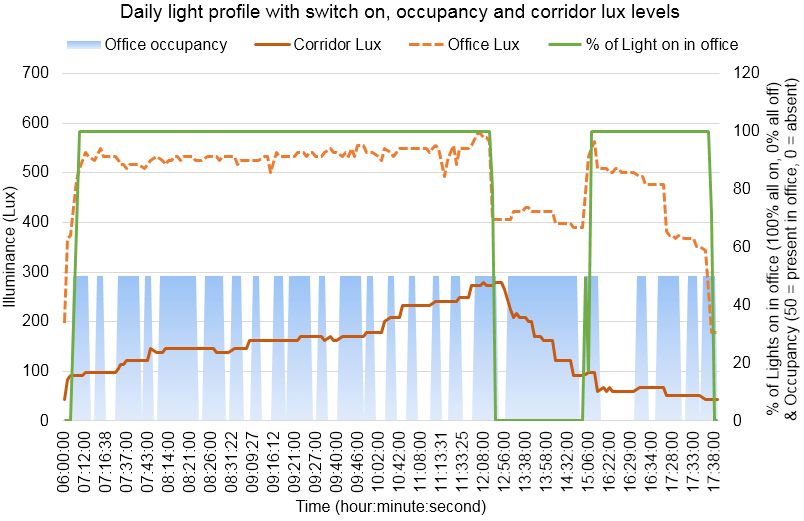 Daily light profile with switch on, occupancy and corridor lux levels
Office occupancy Corridor Lux Office Lux % of Light on in office
Illuminance (Lux)
700
600
500
400
300
200
100
0
120
100
80
60
40
20
0
% of Lights on in office (100% all on, 0% all off)
& Occupancy (50 = present in office, 0 = absent)
06:00:00 07:12:00 07:16:38 07:37:00 07:43:00 08:14:00 08:21:00 08:26:00 08:31:22 09:09:27 09:16:12 09:21:00 09:27:00 09:40:00 09:46:00 10:02:00 10:42:00 11:08:00 11:13:31 11:33:25 12:08:00 12:56:00 13:38:00 13:58:00 14:32:00 15:06:00 16:22:00 16:29:00 16:34:00 17:28:00 17:33:00 17:38:00
Time (hour:minute:second)